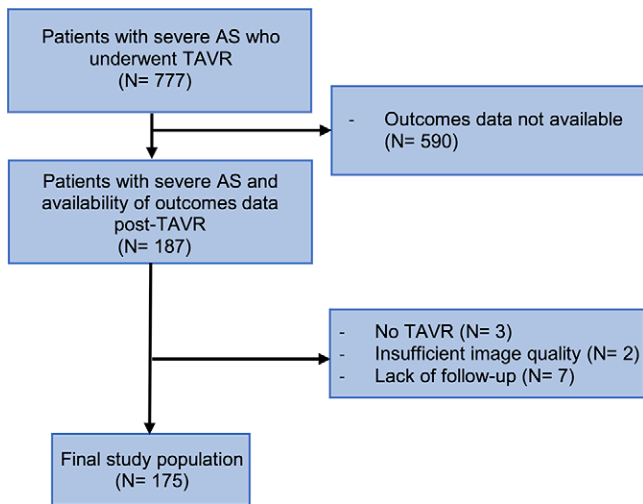 Patients with severe AS who
underwent TAVR
(N= 777)
- Outcomes data not available
(N= 590)
Patients with severe AS and
availability of outcomes data
post-TAVR
(N= 187)
- No TAVR (N= 3)
- Insufficient image quality (N= 2)
- Lack of follow-up (N= 7)
Final study population
(N= 175)